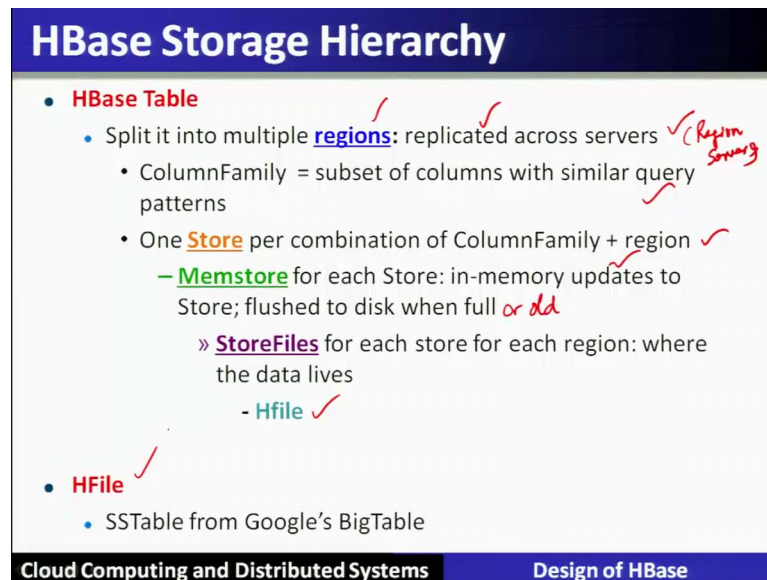 HBase Storage Hierarchy
• HBase Table
• Split it into multiple regions: replicated across servers (Region
Servers)
• ColumnFamily = subset of columns with similar query
patterns
• One Store per combination of ColumnFamily + region
– Memstore for each Store: in-memory updates to
Store; flushed to disk when full or old
» StoreFiles for each store for each region: where
the data lives
- Hfile
• HFile
• SSTable from Google's BigTable
Cloud Computing and Distributed Systems Design of HBase